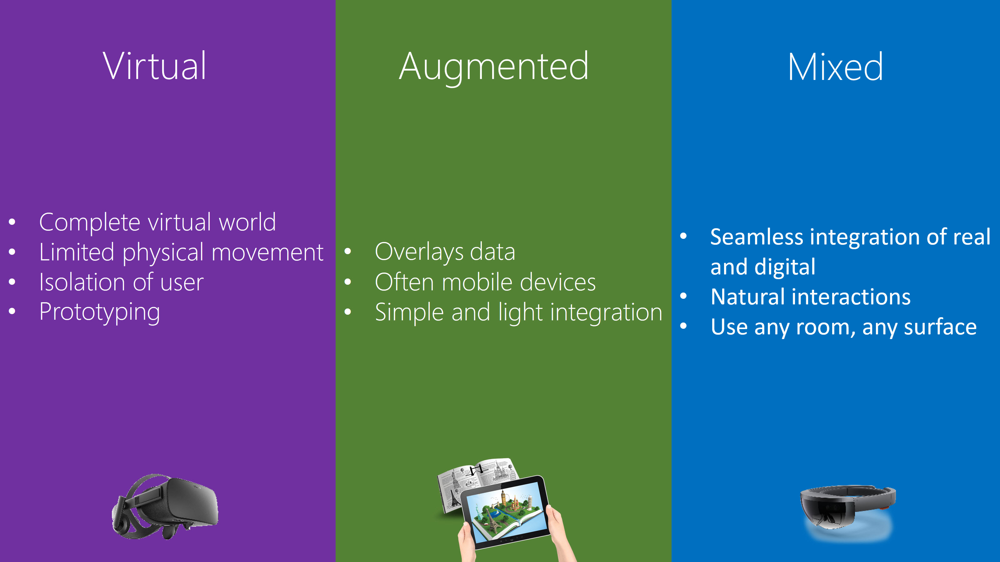 Virtual
• Complete virtual world
• Limited physical movement
• Isolation of user
• Prototyping
Augmented
• Overlays data
• Often mobile devices
• Simple and light integration
Mixed
• Seamless integration of real
and digital
• Natural interactions
• Use any room, any surface